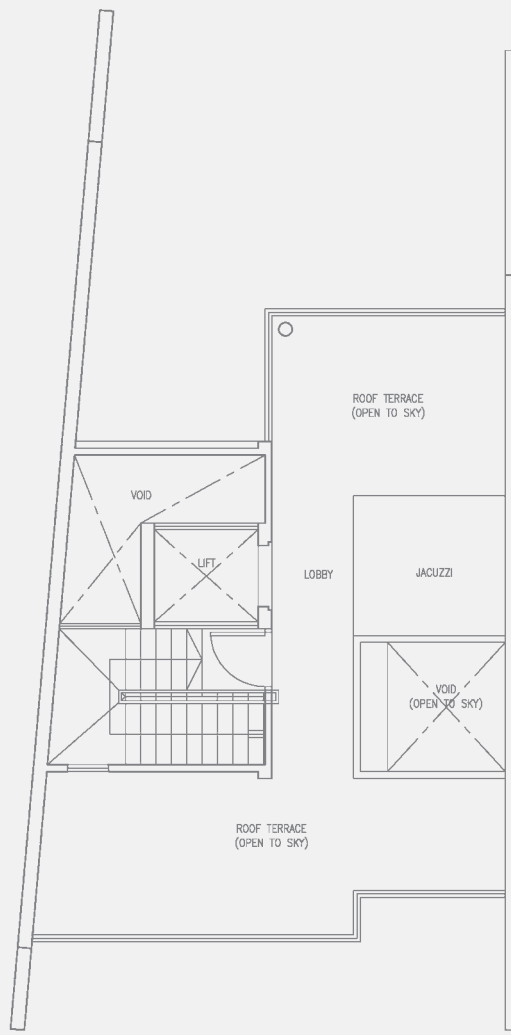 ROOF TERRACE
(OPEN TO SKY)
VOID
LIFT
LOBBY
JACUZZI
VOID
(OPEN TO SKY)
ROOF TERRACE
(OPEN TO SKY)